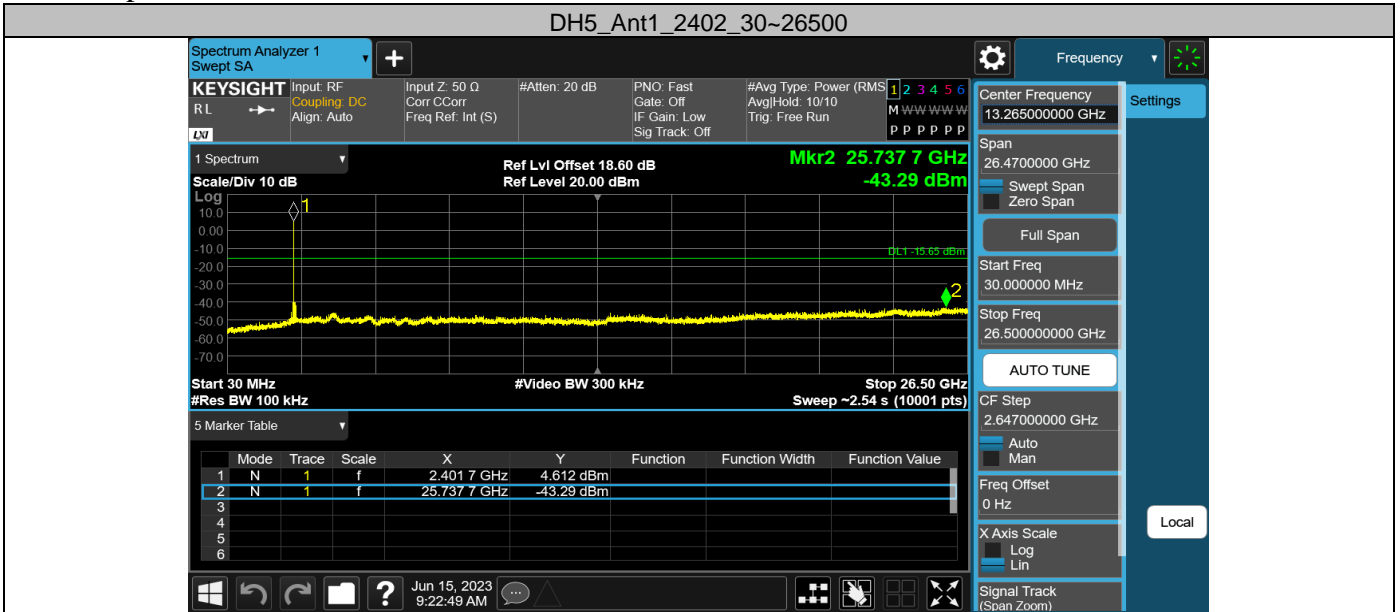 DH5_Ant1_2402_30~26500
Spectrum Analyzer 1
Swept SA
+
Frequency
KEYSIGHT
RL
LXI
Input: RF
Coupling: DC
Align: Auto
Input Z: 50 Ω
Corr CCorr
Freq Ref: Int (S)
#Atten: 20 dB
PNO: Fast
Gate: Off
IF Gain: Low
Sig Track: Off
#Avg Type: Power (RMS
Avg|Hold: 10/10
Trig: Free Run
1 2 3 4 5 6
M W W W W W
P P P P P P
1 Spectrum
Scale/Div 10 dB
Ref Lvl Offset 18.60 dB
Ref Level 20.00 dBm
Mkr2 25.737 7 GHz
-43.29 dBm
Log
10.0
0.00
-10.0
-20.0
-30.0
-40.0
-50.0
-60.0
-70.0
1
DL1 -15.65 dBm
2
Start 30 MHz
#Video BW 300 kHz
Stop 26.50 GHz
#Res BW 100 kHz
Sweep ~2.54 s (10001 pts)
5 Marker Table
Mode Trace Scale X Y Function Function Width Function Value
1 N 1 f 2.401 7 GHz 4.612 dBm
2 N 1 f 25.737 7 GHz -43.29 dBm
3
4
5
6
Center Frequency
13.265000000 GHz
Settings
Span
26.4700000 GHz
Swept Span
Zero Span
Full Span
Start Freq
30.000000 MHz
Stop Freq
26.500000000 GHz
AUTO TUNE
CF Step
2.647000000 GHz
Auto
Man
Freq Offset
0 Hz
X Axis Scale
Log
Lin
Local
Signal Track
(Span Zoom)
?
Jun 15, 2023
9:22:49 AM